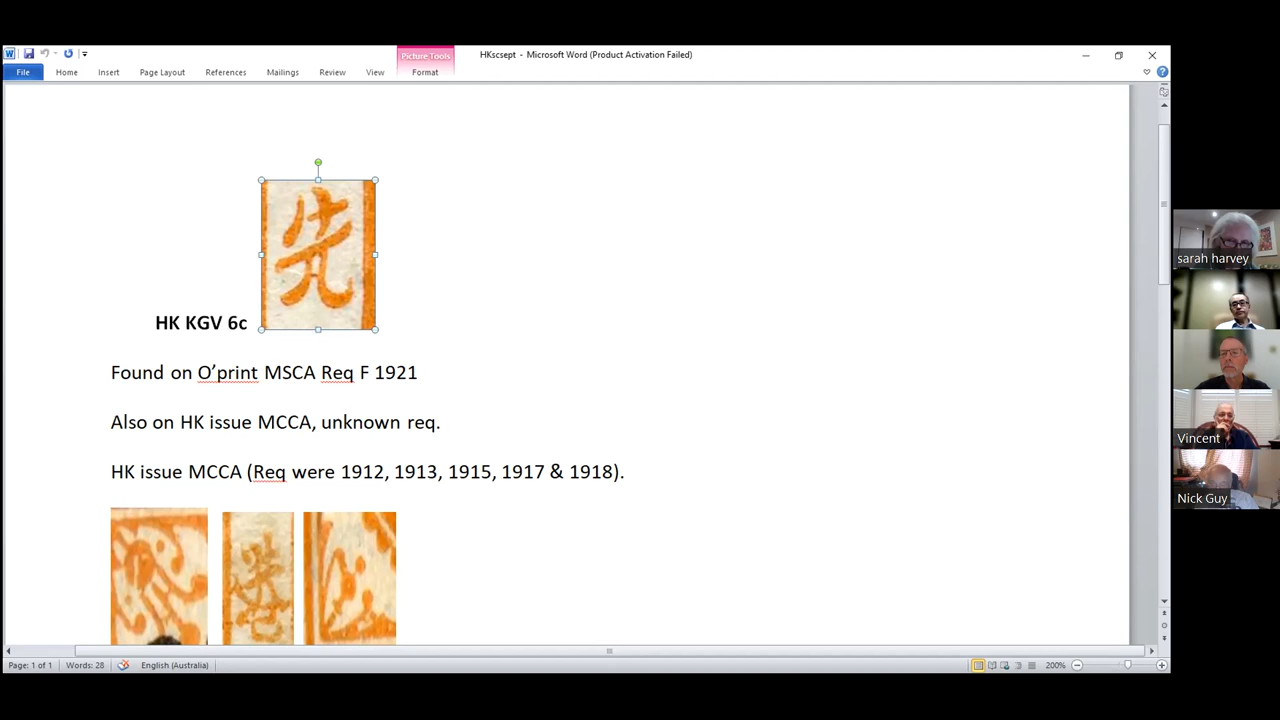 HKscsept - Microsoft Word (Product Activation Failed)
Picture Tools
File Home Insert Page Layout References Mailings Review View Format
先
HK KGV 6c
Found on O'print MSCA Req F 1921
Also on HK issue MCCA, unknown req.
HK issue MCCA (Req were 1912, 1913, 1915, 1917 & 1918).
港
sarah harvey
Vincent
Nick Guy
Page: 1 of 1 Words: 28 English (Australia) 200%